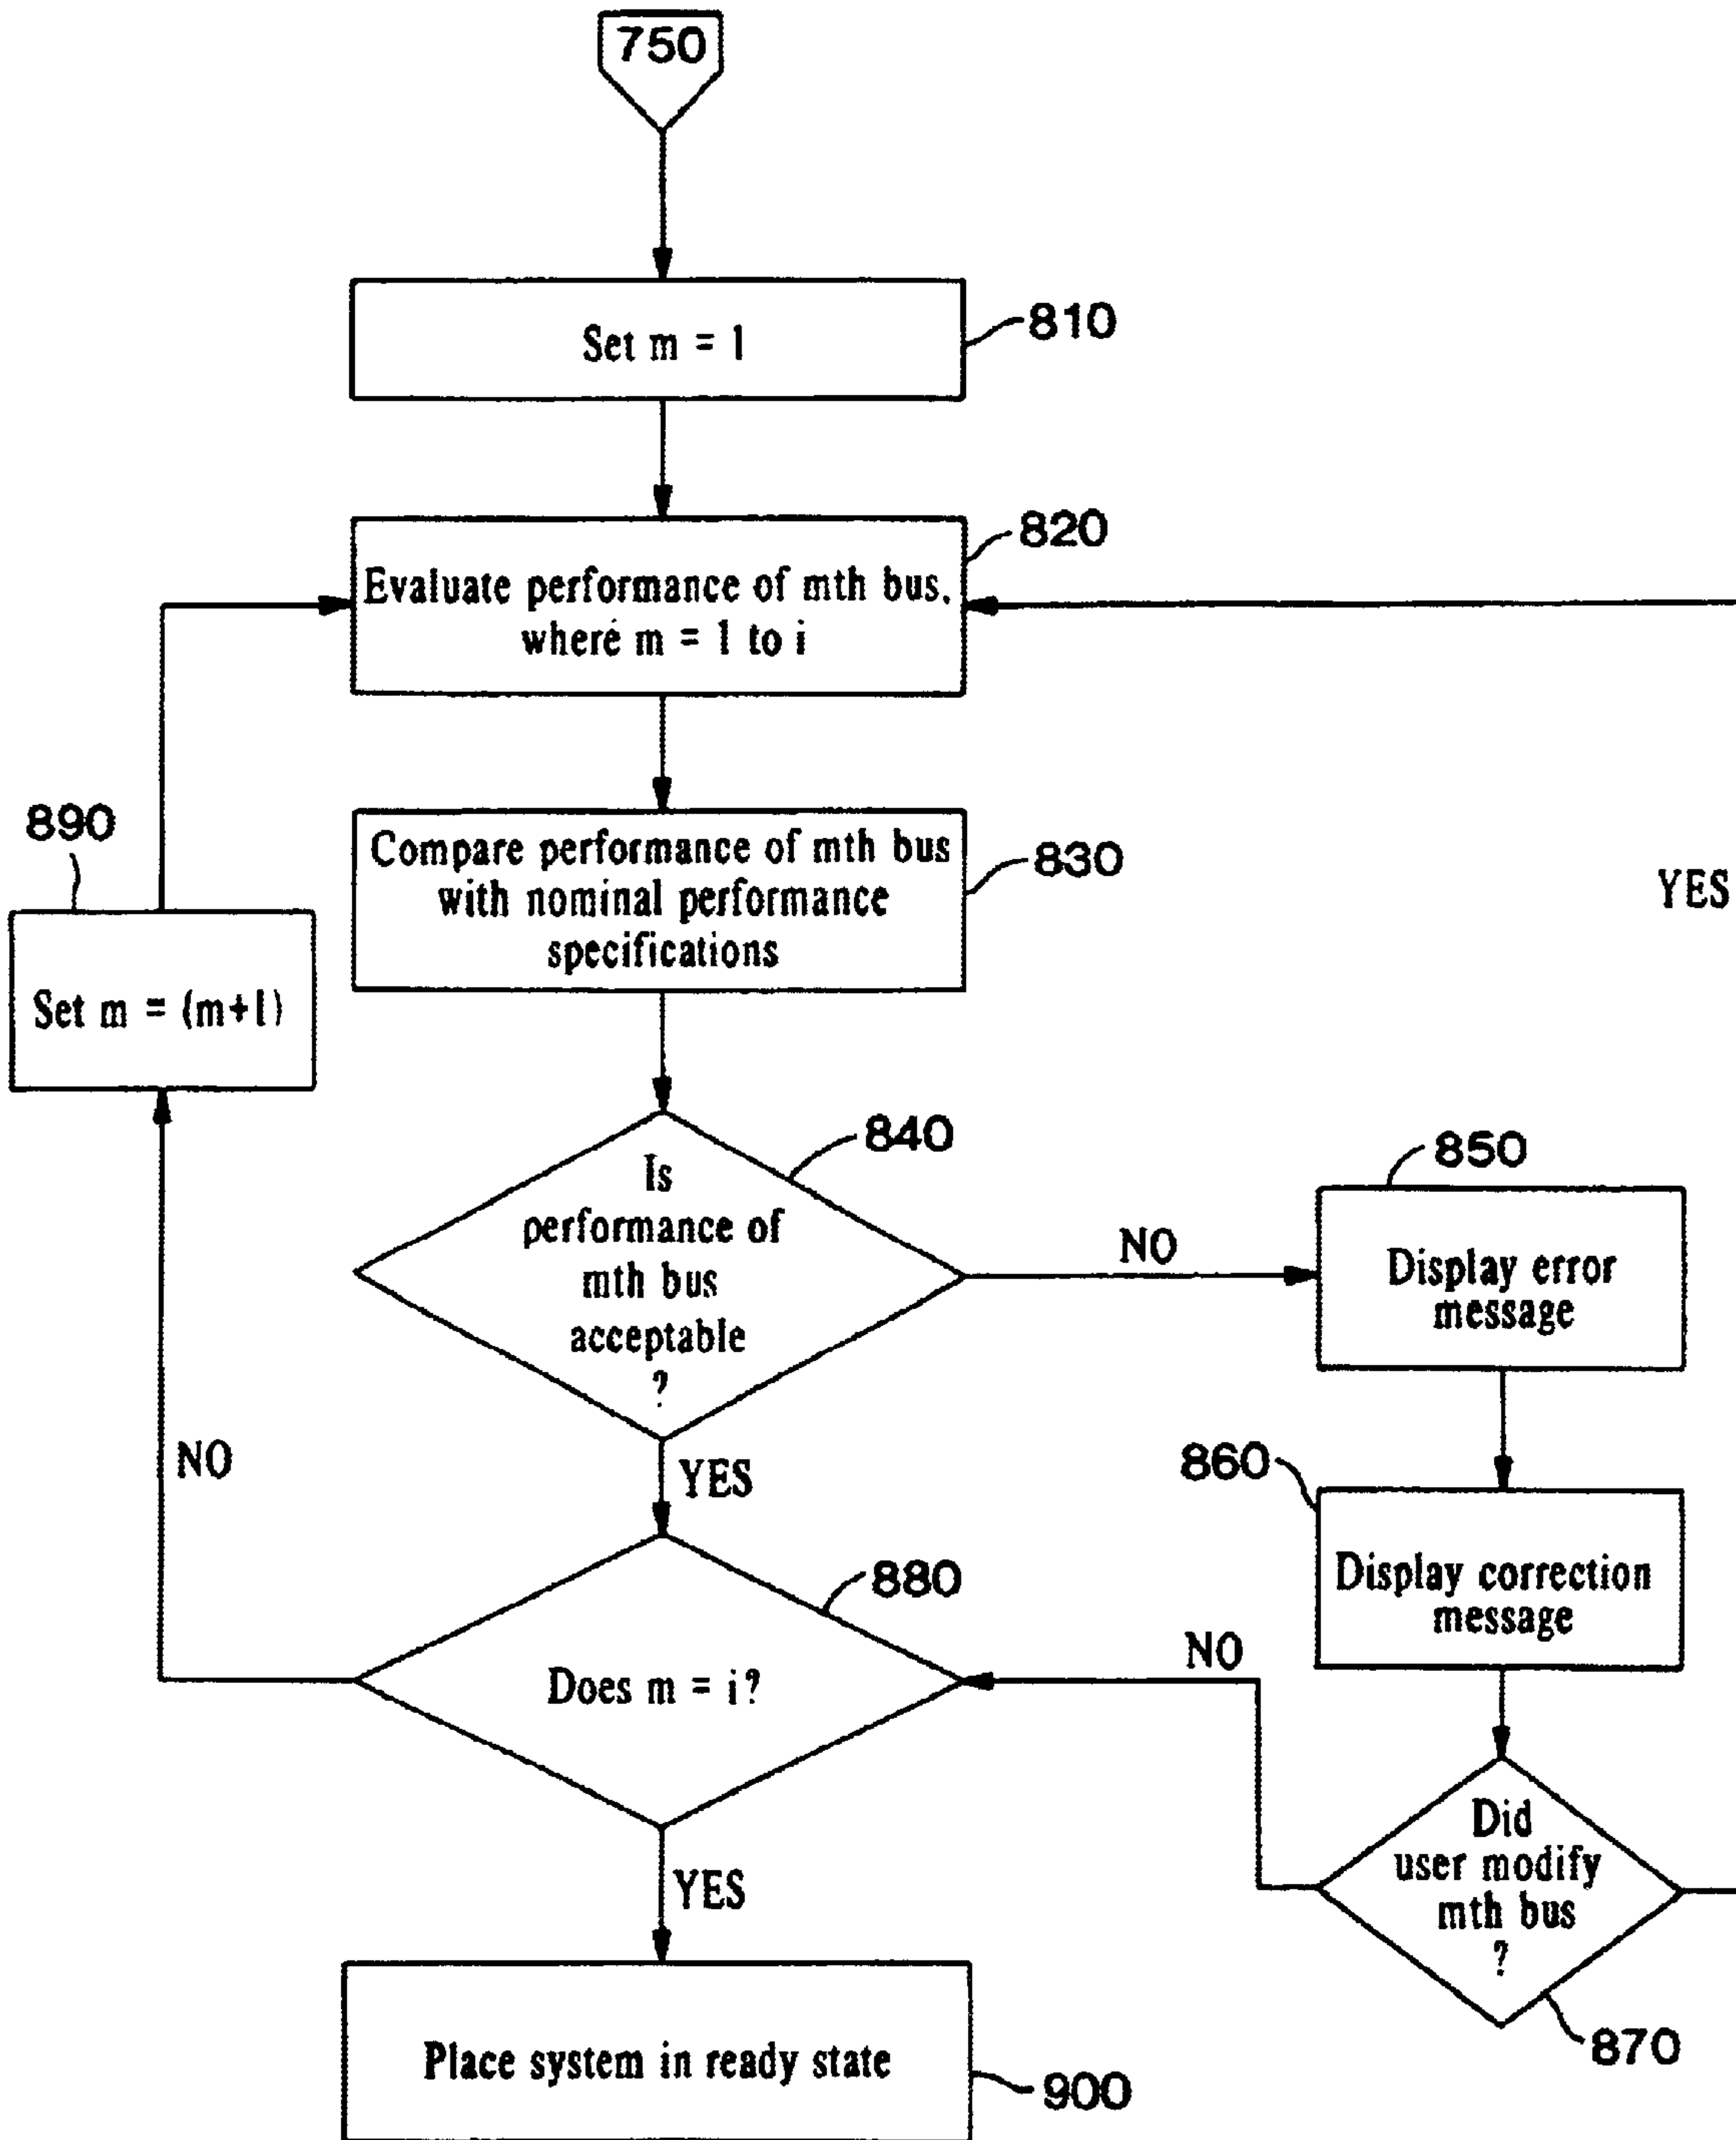 750
Set m = 1
810
Evaluate performance of mth bus,
where m = 1 to i
820
Compare performance of mth bus
with nominal performance
specifications
830
YES
890
Set m = (m+1)
Is
performance of
mth bus
acceptable
?
840
NO
850
Display error
message
YES
NO
860
Display correction
message
Does m = i?
880
NO
Did
user modify
mth bus
?
870
YES
Place system in ready state
900